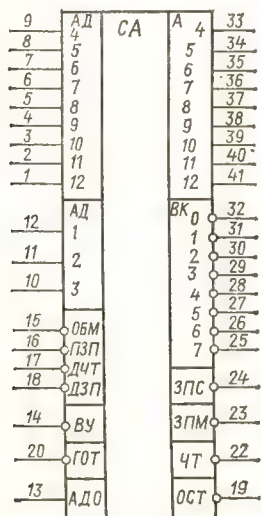 9 АД СА А 33
8 4 4 34
7 5 5 35
6 6 6 36
5 7 7 37
4 8 8 38
3 9 9 39
2 10 10 40
1 11 11 41
12 12
12 АД ВК 0 32
11 1 1 31
10 2 2 30
3 3 29
4 28
5 27
6 26
7 25
15 ОБМ
16 ПЗП
17 ДЧТ ЗПС 24
18 ДЗП
14 ВУ ЗПМ 23
20 ГОТ ЧТ 22
13 АДО ОСТ 19